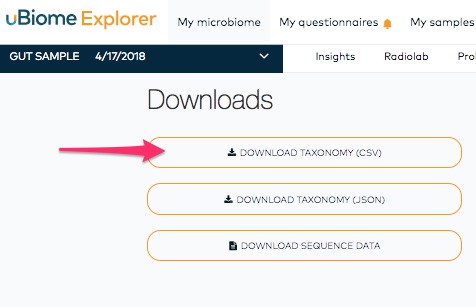 uBiome Explorer
My microbiome
My questionnaires
My samples
GUT SAMPLE 4/17/2018
Insights
Radiolab
Downloads
DOWNLOAD TAXONOMY (CSV)
DOWNLOAD TAXONOMY (JSON)
DOWNLOAD SEQUENCE DATA